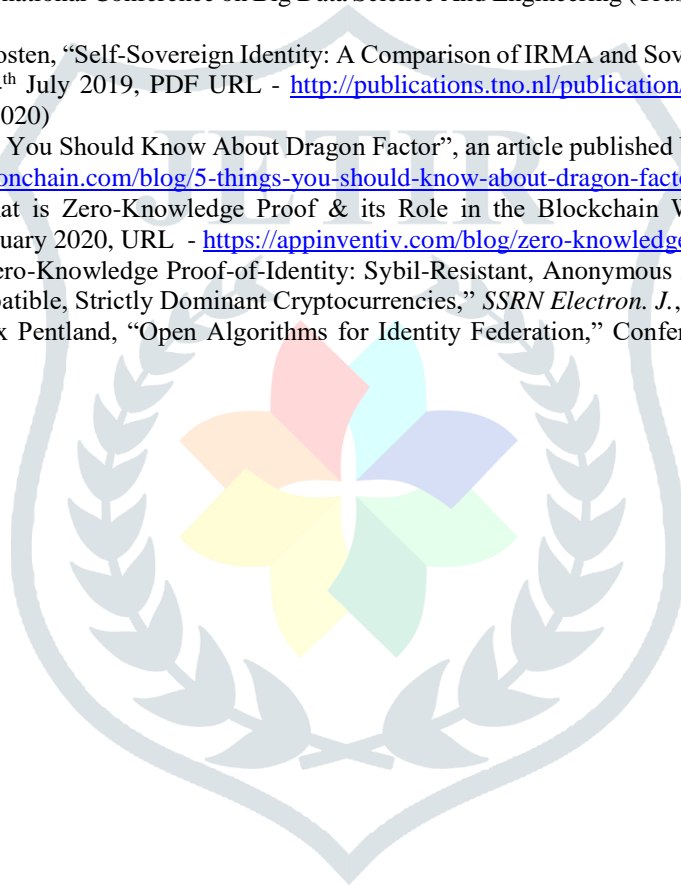 national Conference on Big Data Science And Engineering (Trus
osten, “Self-Sovereign Identity: A Comparison of IRMA and Sov
th July 2019, PDF URL - http://publications.tno.nl/publication/
020)
You Should Know About Dragon Factor”, an article published
onchain.com/blog/5-things-you-should-know-about-dragon-facto
at is Zero-Knowledge Proof & its Role in the Blockchain W
uary 2020, URL - https://appinventiv.com/blog/zero-knowledge
ero-Knowledge Proof-of-Identity: Sybil-Resistant, Anonymous
patible, Strictly Dominant Cryptocurrencies,” SSRN Electron. J.,
x Pentland, “Open Algorithms for Identity Federation,” Confer
JETIR